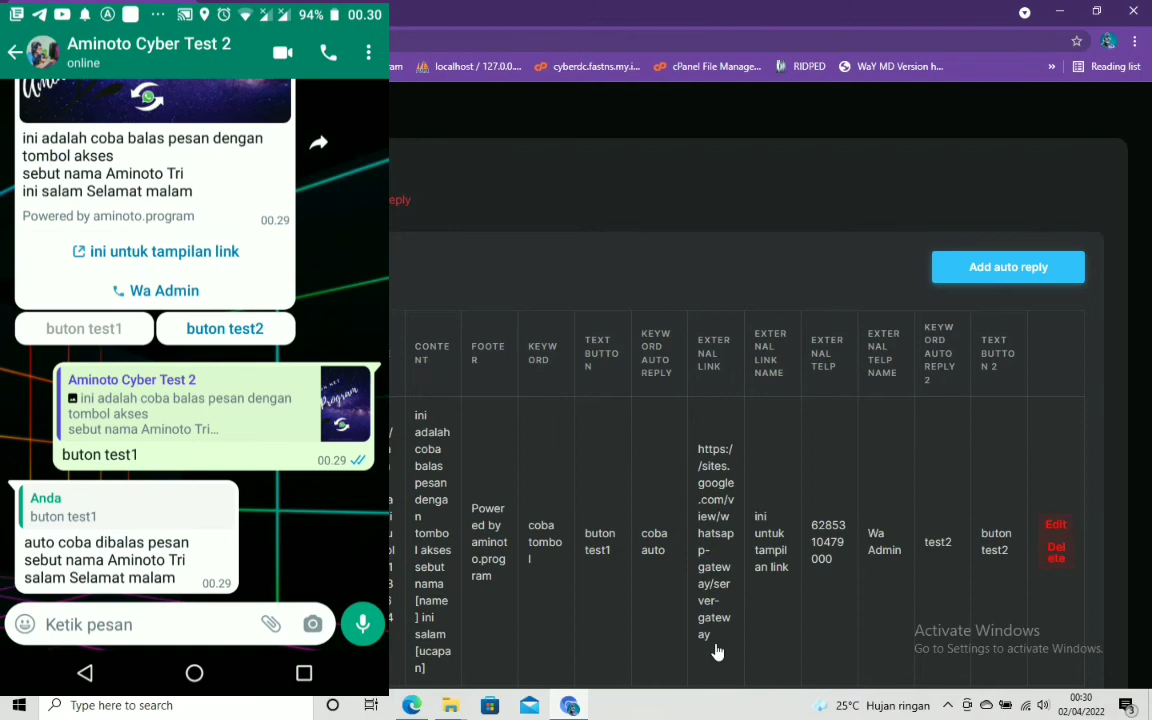 94% 00.30
Aminoto Cyber Test 2
online
ini adalah coba balas pesan dengan
tombol akses
sebut nama Aminoto Tri
ini salam Selamat malam
Powered by aminoto.program
00.29
ini untuk tampilan link
Wa Admin
buton test1
buton test2
Aminoto Cyber Test 2
ini adalah coba balas pesan dengan
tombol akses
sebut nama Aminoto Tri...
buton test1
00.29
Anda
buton test1
auto coba dibalas pesan
sebut nama Aminoto Tri
salam Selamat malam
00.29
Ketik pesan
am
localhost / 127.0.0....
cyberdc.fastns.my.i...
cPanel File Manage...
RIDPED
WaY MD Version h...
»
Reading list
eply
Add auto reply
CONTE
NT
FOOTE
R
KEYW
ORD
TEXT
BUTTO
N
KEYW
ORD
AUTO
REPLY
EXTER
NAL
LINK
EXTER
NAL
LINK
NAME
EXTER
NAL
TELP
EXTER
NAL
TELP
NAME
KEYW
ORD
AUTO
REPLY
2
TEXT
BUTTO
N 2
ini
adalah
coba
balas
pesan
denga
n
tombo
l akses
sebut
nama
[name
] ini
salam
[ucapa
n]
Power
ed by
aminot
o.prog
ram
coba
tombo
l
buton
test1
coba
auto
https:/
/sites.
google
.com/v
iew/w
hatsap
p-
gatew
ay/ser
ver-
gatew
ay
ini
untuk
tampil
an link
62853
10479
000
Wa
Admin
test2
buton
test2
Edit
Del
ete
Activate Windows
Go to Settings to activate Windows.
Type here to search
25°C Hujan ringan
00:30
02/04/2022
3